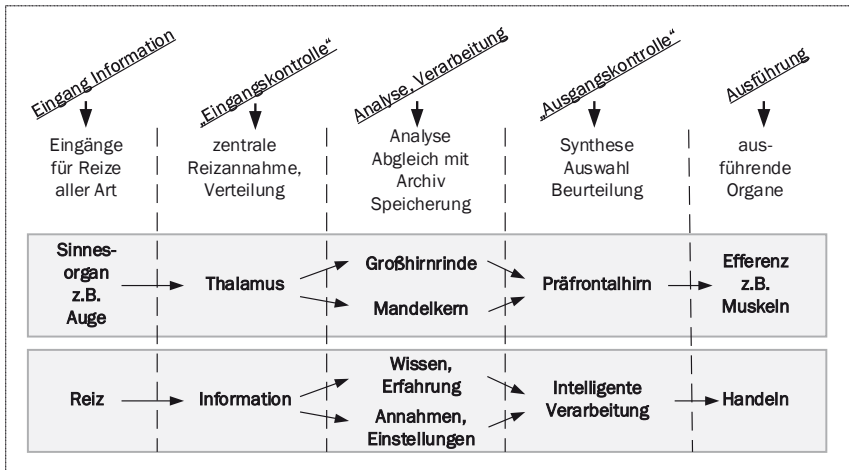 Eingang Information
„Eingangskontrolle“
Analyse, Verarbeitung
„Ausgangskontrolle“
Ausführung
Eingänge
für Reize
aller Art
zentrale
Reizannahme,
Verteilung
Analyse
Abgleich mit
Archiv
Speicherung
Synthese
Auswahl
Beurteilung
aus-
führende
Organe
Sinnes-
organ
z.B.
Auge
Thalamus
Großhirnrinde
Mandelkern
Präfrontalhirn
Efferenz
z.B.
Muskeln
Reiz
Information
Wissen,
Erfahrung
Annahmen,
Einstellungen
Intelligente
Verarbeitung
Handeln